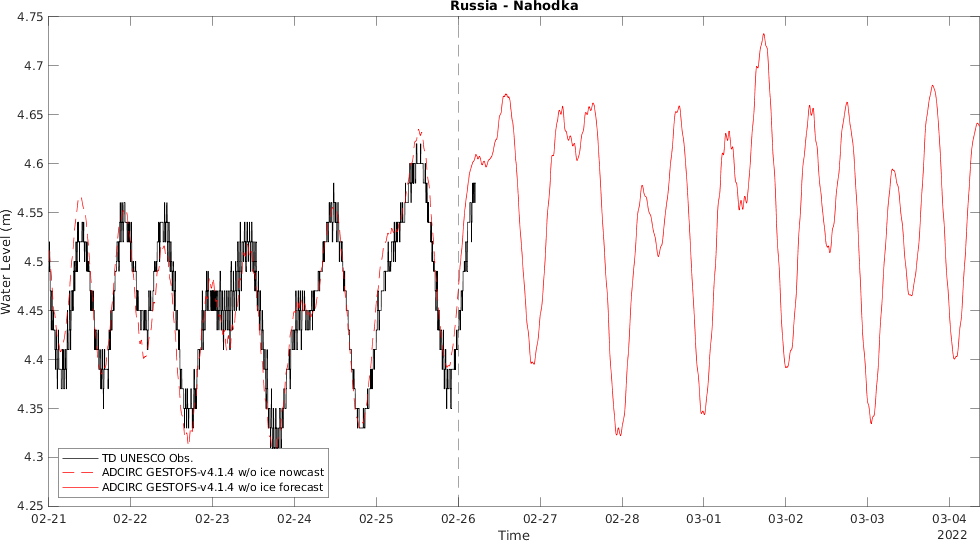 Russia - Nahodka
4.75
4.7
4.65
4.6
4.55
4.5
4.45
4.4
4.35
4.3
4.25
Water Level (m)
TD UNESCO Obs.
ADCIRC GESTOFS-v4.1.4 w/o ice nowcast
ADCIRC GESTOFS-v4.1.4 w/o ice forecast
02-21 02-22 02-23 02-24 02-25 02-26 02-27 02-28 03-01 03-02 03-03 03-04
Time
2022